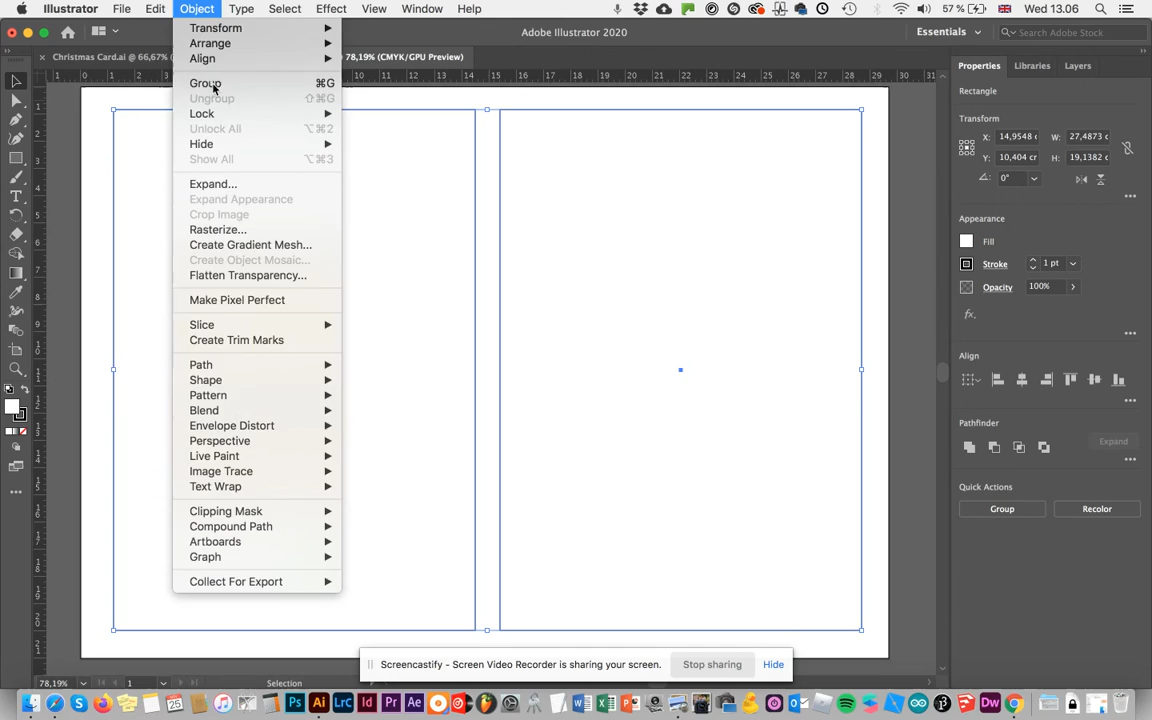 Illustrator File Edit Object Type Select Effect View Window Help 57 % Wed 13.06
Adobe Illustrator 2020
Essentials
Search Adobe Stock
Christmas Card.ai @ 66,67%
78,19% (CMYK/GPU Preview)
Transform
Arrange
Align
Group ⌘G
Ungroup ⇧⌘G
Lock
Unlock All ⌥⌘2
Hide
Show All ⌥⌘3
Expand...
Expand Appearance
Crop Image
Rasterize...
Create Gradient Mesh...
Create Object Mosaic...
Flatten Transparency...
Make Pixel Perfect
Slice
Create Trim Marks
Path
Shape
Pattern
Blend
Envelope Distort
Perspective
Live Paint
Image Trace
Text Wrap
Clipping Mask
Compound Path
Artboards
Graph
Collect For Export
Properties Libraries Layers
Rectangle
Transform
X: 14,9548 W: 27,4873 c
Y: 10,404 cm H: 19,1382 c
0°
Appearance
Fill
Stroke 1 pt
Opacity 100%
fx.
Align
Pathfinder
Expand
Quick Actions
Group Recolor
Screencastify - Screen Video Recorder is sharing your screen. Stop sharing Hide
78,19% 1 Selection